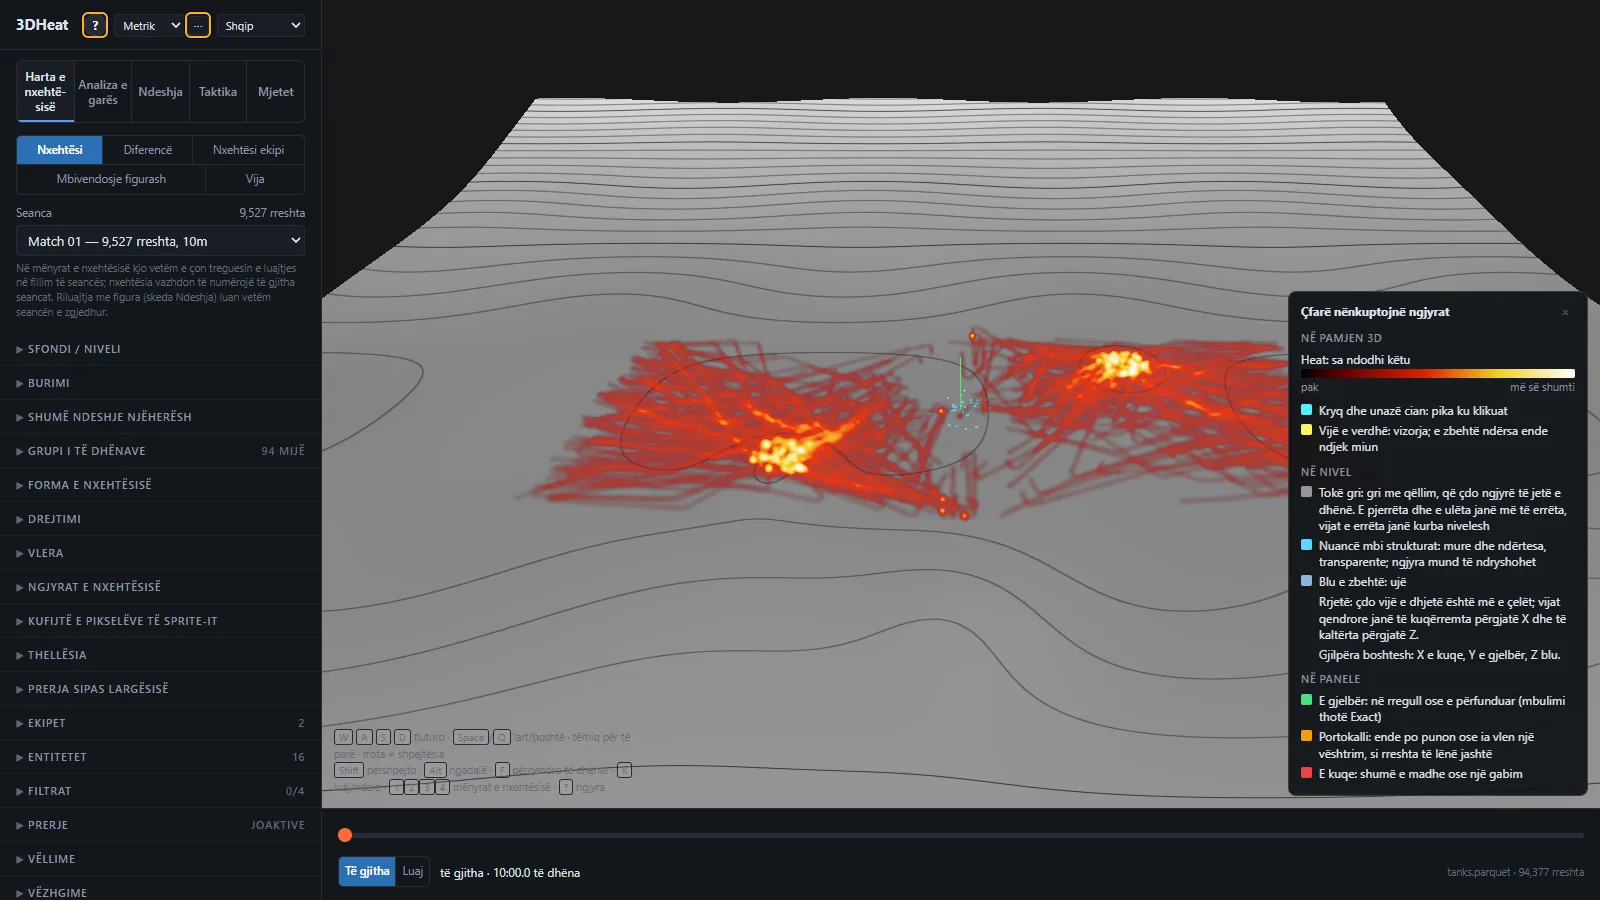 3DHeat ? Metrik ... Shqip
Harta e
nxehtë-
sisë
Analiza e
garës
Ndeshja
Taktika
Mjetet
Nxehtësi
Diferencë
Nxehtësi ekipi
Mbivendosje figurash
Vija
Seanca 9,527 rreshta
Match 01 — 9,527 rreshta, 10m
Në mënyrat e nxehtësisë kjo vetëm e çon treguesin e luajtjes
në fillim të seancës; nxehtësia vazhdon të numërojë të gjitha
seancat. Riluajtja me figura (skeda Ndeshja) luan vetëm
seancën e zgjedhur.
SFONDI / NIVELI
BURIMI
SHUMË NDESHJE NJËHERËSH
GRUPI I TË DHËNAVE 94 MIJË
FORMA E NXEHTËSISË
DREJTIMI
VLERA
NGJYRAT E NXEHTËSISË
KUFIJTË E PIKSELËVE TË SPRITE-IT
THELLËSIA
PRERJA SIPAS LARGËSISË
EKIPET 2
ENTITETET 16
FILTRAT 0/4
PRERJE JOAKTIVE
VËLLIME
VËZHGIME
W A S D fluturo · Space/Q lart/poshtë · tërhiq për të
parë · rrota = shpejtësia
Shift përshpejto · Alt ngadalë · F përqendro të dhënat · K
luaj/ndalo · 1 2 3 4 mënyrat e nxehtësisë · ? ngjyra
Çfarë nënkuptojnë ngjyrat ×
NË PAMJEN 3D
Heat: sa ndodhi këtu
pak më së shumti
Kryq dhe unazë cian: pika ku klikuat
Vijë e verdhë: vizorja; e zbehtë ndërsa ende
ndjek miun
NË NIVEL
Tokë gri: gri me qëllim, që çdo ngjyrë të jetë e
dhënë. E pjerrëta dhe e ulëta janë më të errëta,
vijat e errëta janë kurba nivelesh
Nuancë mbi strukturat: mure dhe ndërtesa,
transparente; ngjyra mund të ndryshohet
Blu e zbehtë: ujë
Rrjetë: çdo vijë e dhjetë është më e çelët; vijat
qendrore janë të kuqërremta përgjatë X dhe të
kaltërta përgjatë Z.
Gjilpëra boshtesh: X e kuqe, Y e gjelbër, Z blu.
NË PANELE
E gjelbër: në rregull ose e përfunduar (mbulimi
thotë Exact)
Portokalli: ende po punon ose ia vlen një
vështrim, si rreshta të lënë jashtë
E kuqe: shumë e madhe ose një gabim
Të gjitha Luaj të gjitha · 10:00.0 të dhëna
tanks.parquet · 94,377 rreshta